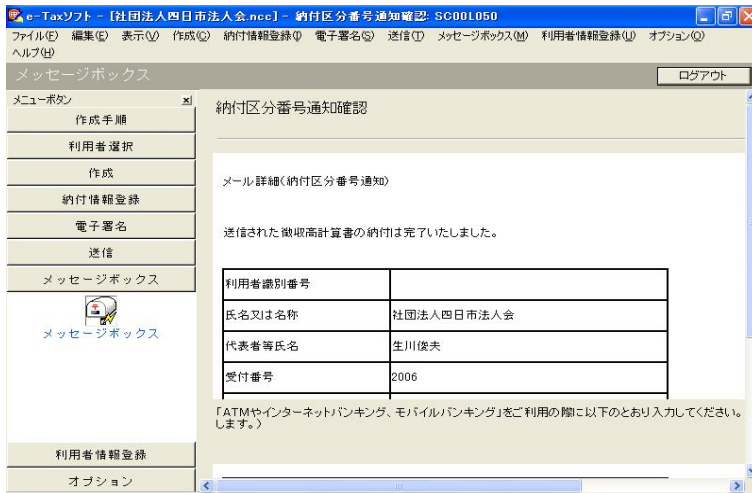 e-Taxソフト - [社団法人四日市法人会.ncc] - 納付区分番号通知確認: SC00L050
ファイル(F) 編集(E) 表示(V) 作成(C) 納付情報登録(I) 電子署名(S) 送信(T) メッセージボックス(M) 利用者情報登録(U) オプション(O)
ヘルプ(H)
メッセージボックス
ログアウト
メニューボタン
作成手順
利用者選択
作成
納付情報登録
電子署名
送信
メッセージボックス
メッセージボックス
利用者情報登録
オプション
納付区分番号通知確認
メール詳細(納付区分番号通知)
送信された徴収高計算書の納付は完了いたしました。
利用者識別番号
氏名又は名称 社団法人四日市法人会
代表者等氏名 生川俊夫
受付番号 2006
「ATMやインターネットバンキング、モバイルバンキング」をご利用の際に以下のとおり入力してください。
します。)